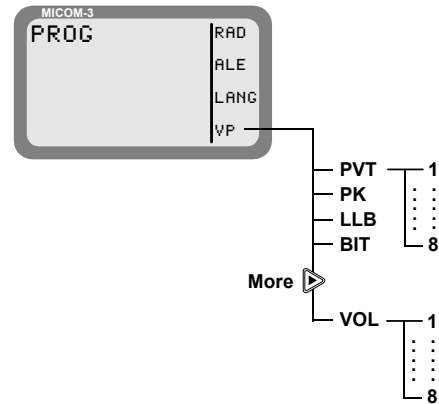 MICOM-3
PROG
RAD
ALE
LANG
VP
PVT
1
8
PK
LLB
BIT
More
VOL
1
8